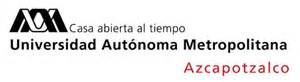 Casa abierta al tiempo
Universidad Autónoma Metropolitana
Azcapotzalco